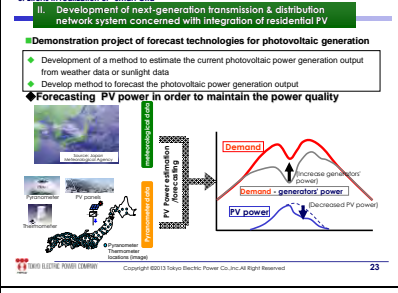 II. Development of next-generation transmission & distribution
network system concerned with integration of residential PV
■Demonstration project of forecast technologies for photovoltaic generation
◆ Development of a method to estimate the current photovoltaic power generation output
from weather data or sunlight data
◆ Develop method to forecast the photovoltaic power generation output
◆Forecasting PV power in order to maintain the power quality
meteorological data
Source: Japan
Meteorological Agency
Pyranometer
PV panels
Thermometer
Pyranometer data
Pyranometer
Thermometer
locations (image)
PV Power estimation
/forecasting
Demand
(Increase generators'
power)
Demand - generators' power
PV power
(Decreased PV power)
TOKYO ELECTRIC POWER COMPANY
Copyright ©2013 Tokyo Electric Power Co.,Inc.All Right Reserved
23